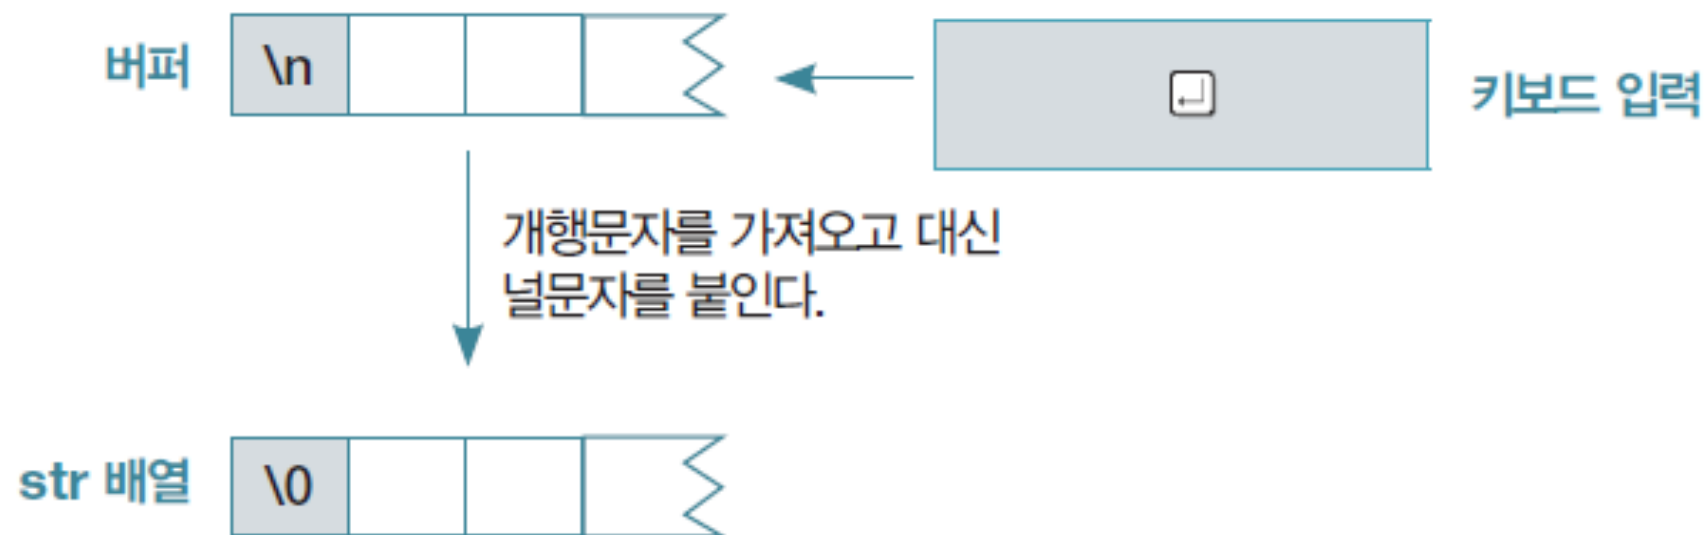 버퍼
\n
키보드 입력
개행문자를 가져오고 대신
널문자를 붙인다.
str 배열
\0